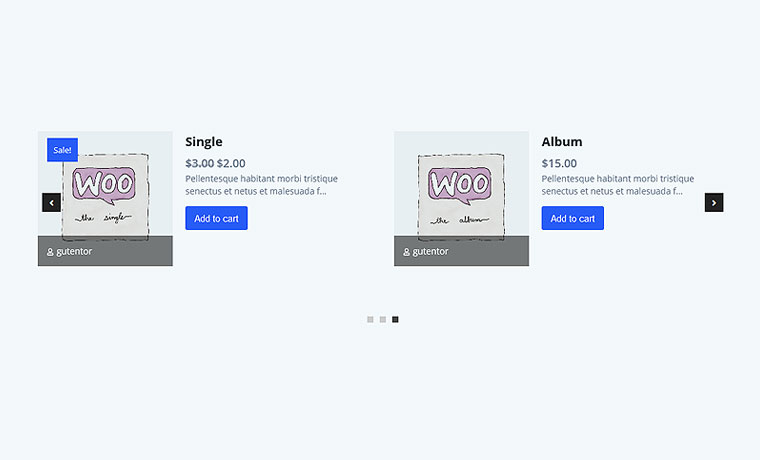 Sale!
WOO
the single
gutentor
Single
$3.00 $2.00
Pellentesque habitant morbi tristique
senectus et netus et malesuada f...
Add to cart
WOO
the album
gutentor
Album
$15.00
Pellentesque habitant morbi tristique
senectus et netus et malesuada f...
Add to cart